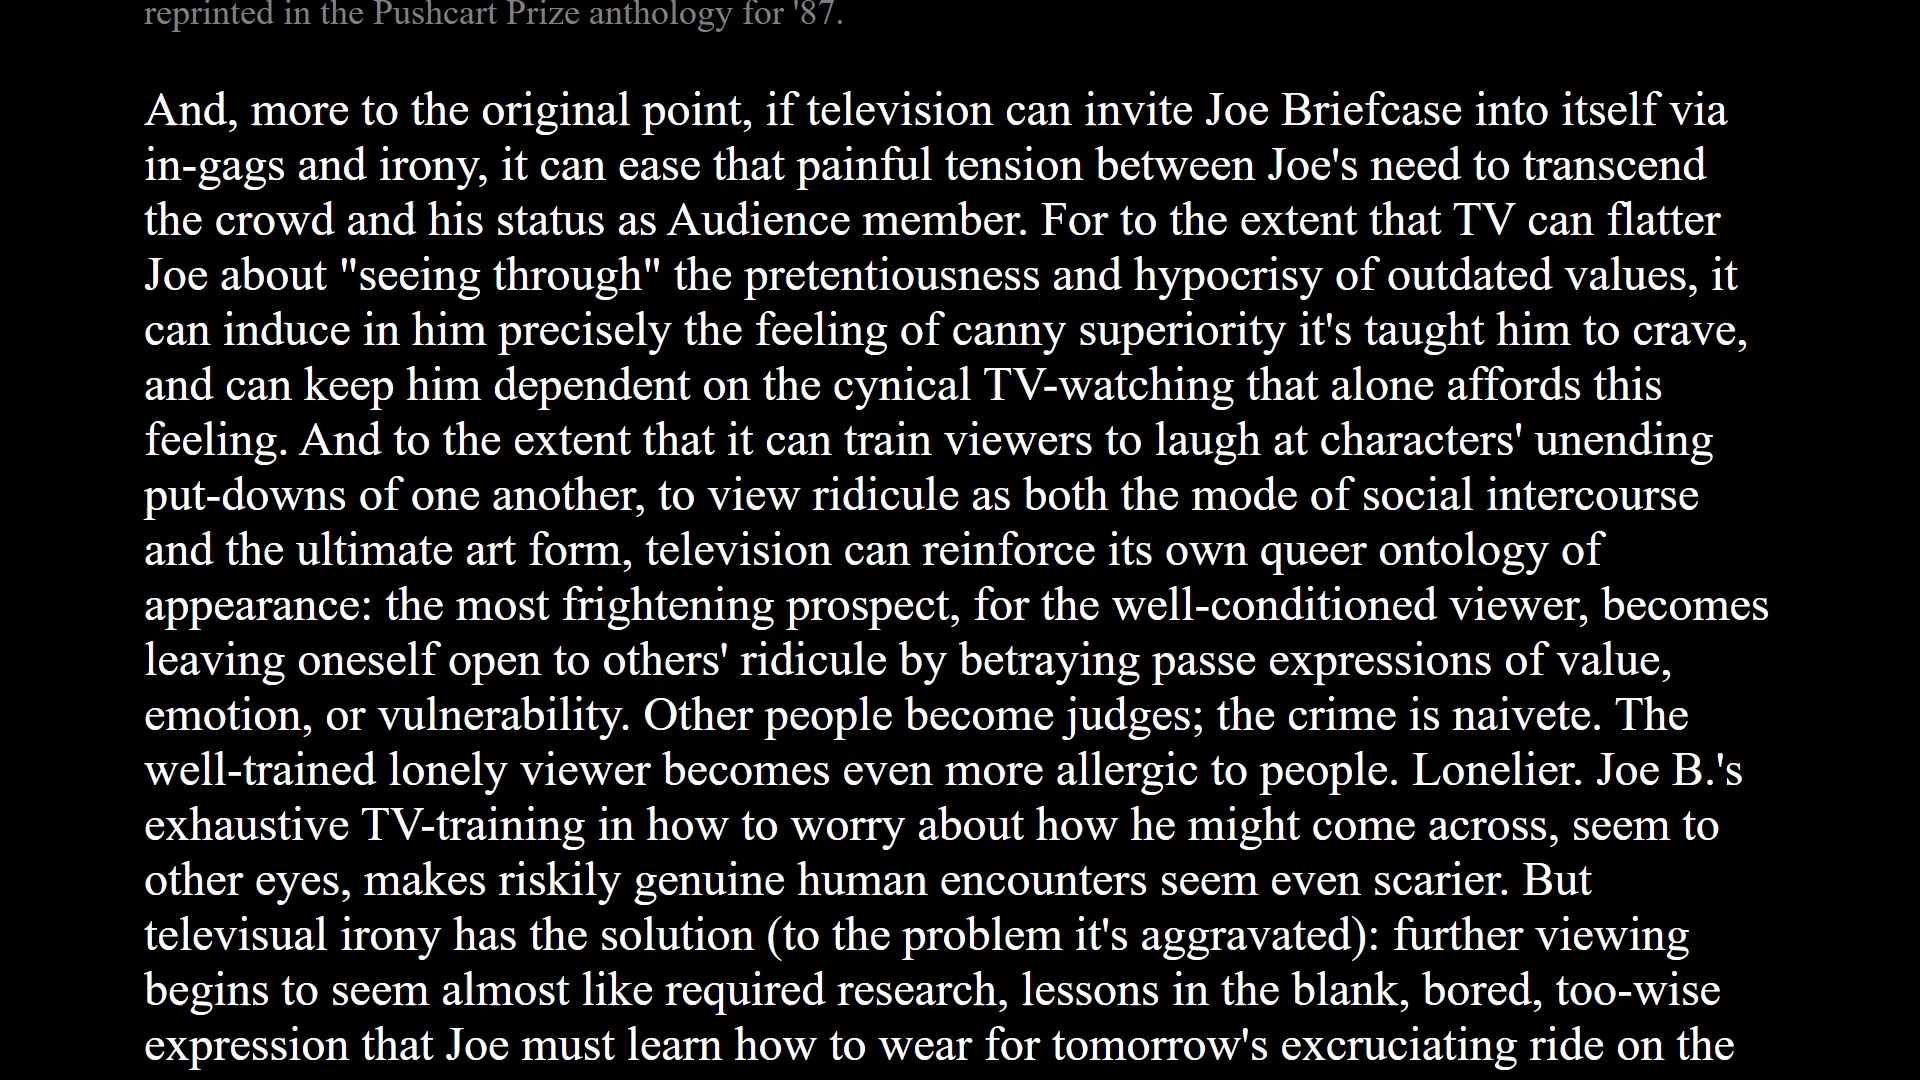 reprinted in the Pushcart Prize anthology for '87.
And, more to the original point, if television can invite Joe Briefcase into itself via
in-gags and irony, it can ease that painful tension between Joe's need to transcend
the crowd and his status as Audience member. For to the extent that TV can flatter
Joe about "seeing through" the pretentiousness and hypocrisy of outdated values, it
can induce in him precisely the feeling of canny superiority it's taught him to crave,
and can keep him dependent on the cynical TV-watching that alone affords this
feeling. And to the extent that it can train viewers to laugh at characters' unending
put-downs of one another, to view ridicule as both the mode of social intercourse
and the ultimate art form, television can reinforce its own queer ontology of
appearance: the most frightening prospect, for the well-conditioned viewer, becomes
leaving oneself open to others' ridicule by betraying passe expressions of value,
emotion, or vulnerability. Other people become judges; the crime is naivete. The
well-trained lonely viewer becomes even more allergic to people. Lonelier. Joe B.'s
exhaustive TV-training in how to worry about how he might come across, seem to
other eyes, makes riskily genuine human encounters seem even scarier. But
televisual irony has the solution (to the problem it's aggravated): further viewing
begins to seem almost like required research, lessons in the blank, bored, too-wise
expression that Joe must learn how to wear for tomorrow's excruciating ride on the